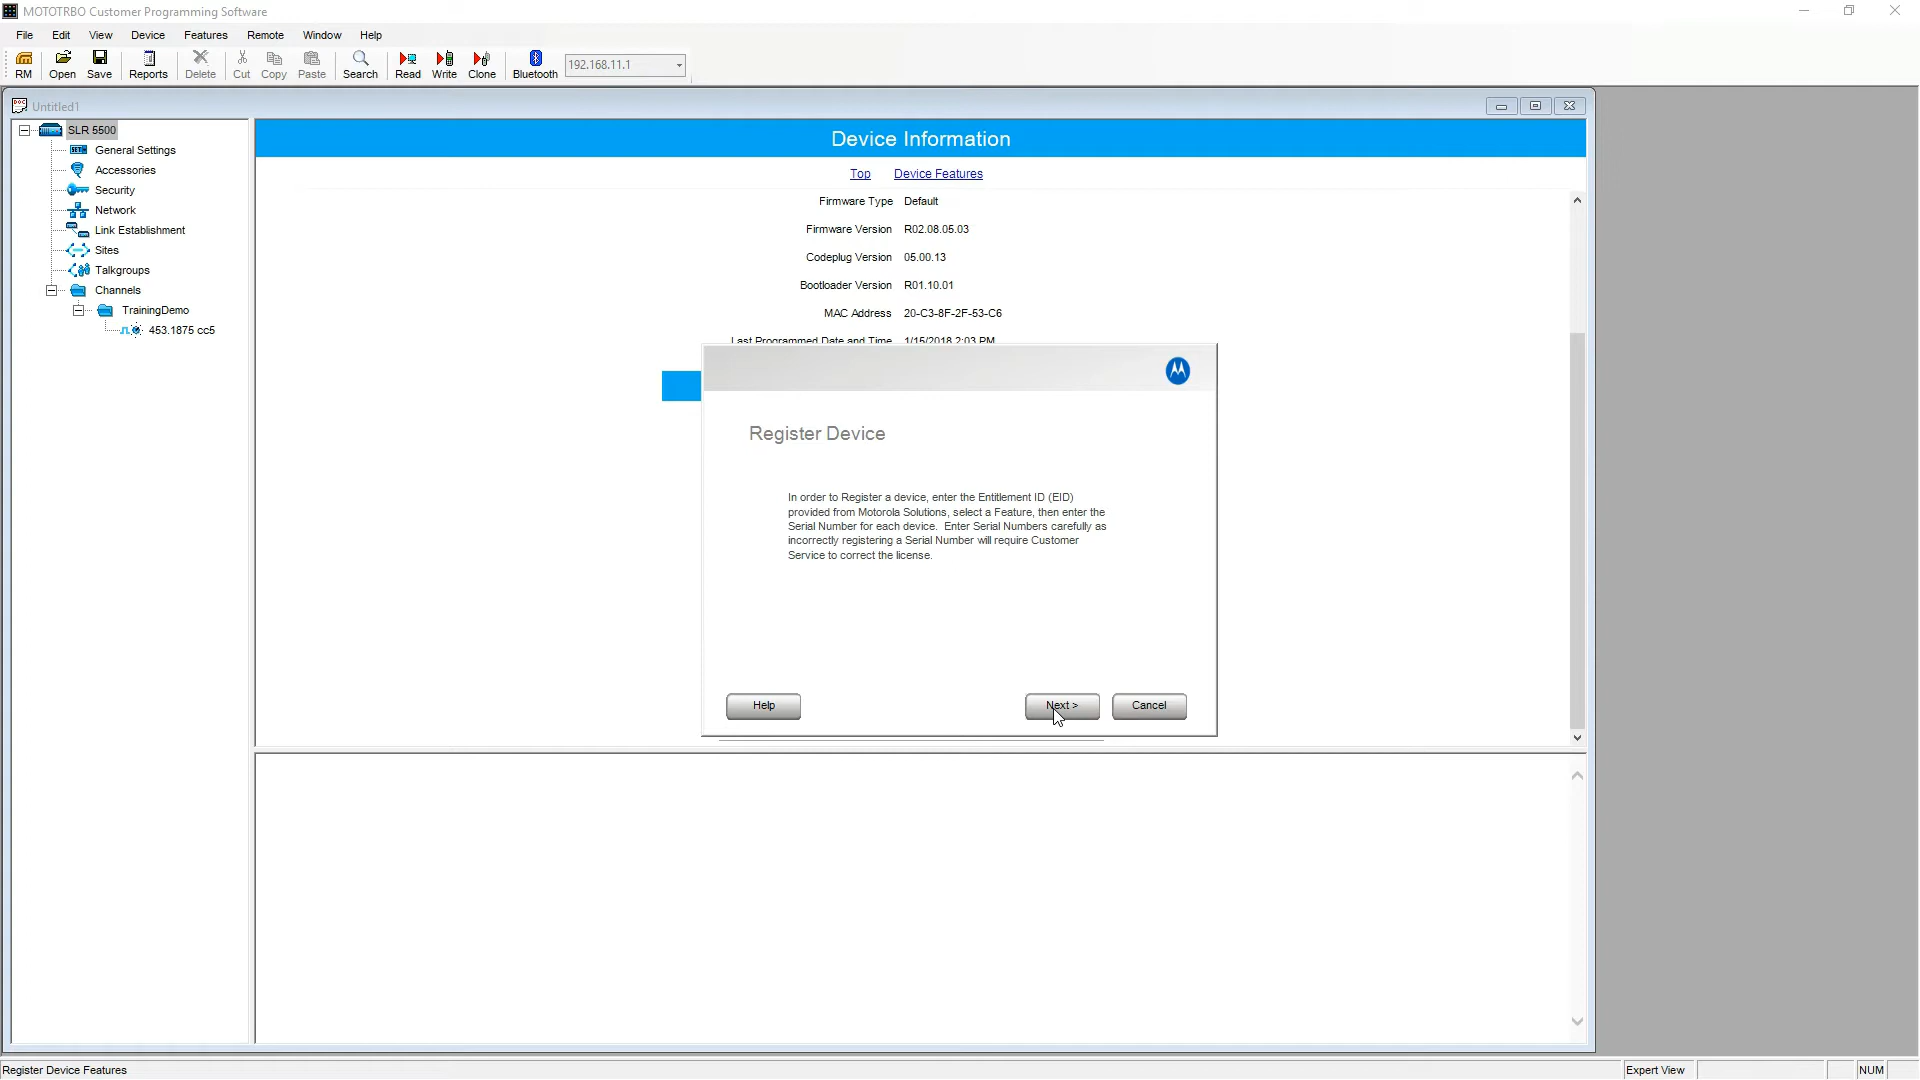 MOTOTRBO Customer Programming Software
File Edit View Device Features Remote Window Help
RM Open Save Reports Delete Cut Copy Paste Search Read Write Clone Bluetooth 192.168.11.1
Untitled1
SLR 5500
General Settings
Accessories
Security
Network
Link Establishment
Sites
Talkgroups
Channels
TrainingDemo
453.1875 cc5
Device Information
Top Device Features
Firmware Type Default
Firmware Version R02.08.05.03
Codeplug Version 05.00.13
Bootloader Version R01.10.01
MAC Address 20-C3-8F-2F-53-C6
Last Programmed Date and Time 1/15/2018 2:03 PM
Register Device
In order to Register a device, enter the Entitlement ID (EID)
provided from Motorola Solutions, select a Feature, then enter the
Serial Number for each device. Enter Serial Numbers carefully as
incorrectly registering a Serial Number will require Customer
Service to correct the license.
Help Next > Cancel
Register Device Features
Expert View NUM